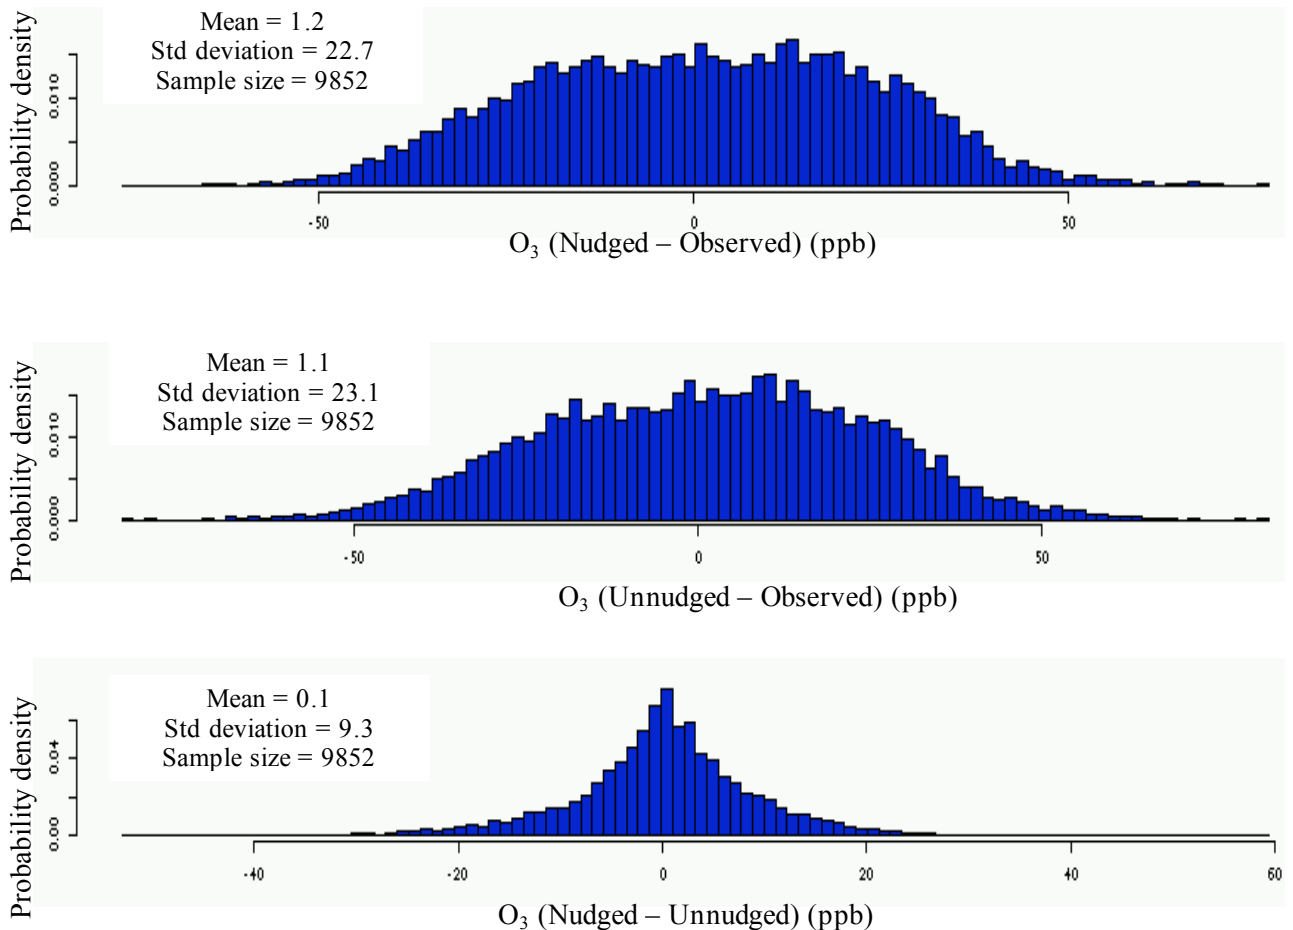 Mean = 1.2
Std deviation = 22.7
Sample size = 9852
Probability density
0.010
0.000
-50
0
50
O₃ (Nudged – Observed) (ppb)
Mean = 1.1
Std deviation = 23.1
Sample size = 9852
Probability density
0.010
0.000
-50
0
50
O₃ (Unnudged – Observed) (ppb)
Mean = 0.1
Std deviation = 9.3
Sample size = 9852
Probability density
0.04
0.00
-40
-20
0
20
40
60
O₃ (Nudged – Unnudged) (ppb)